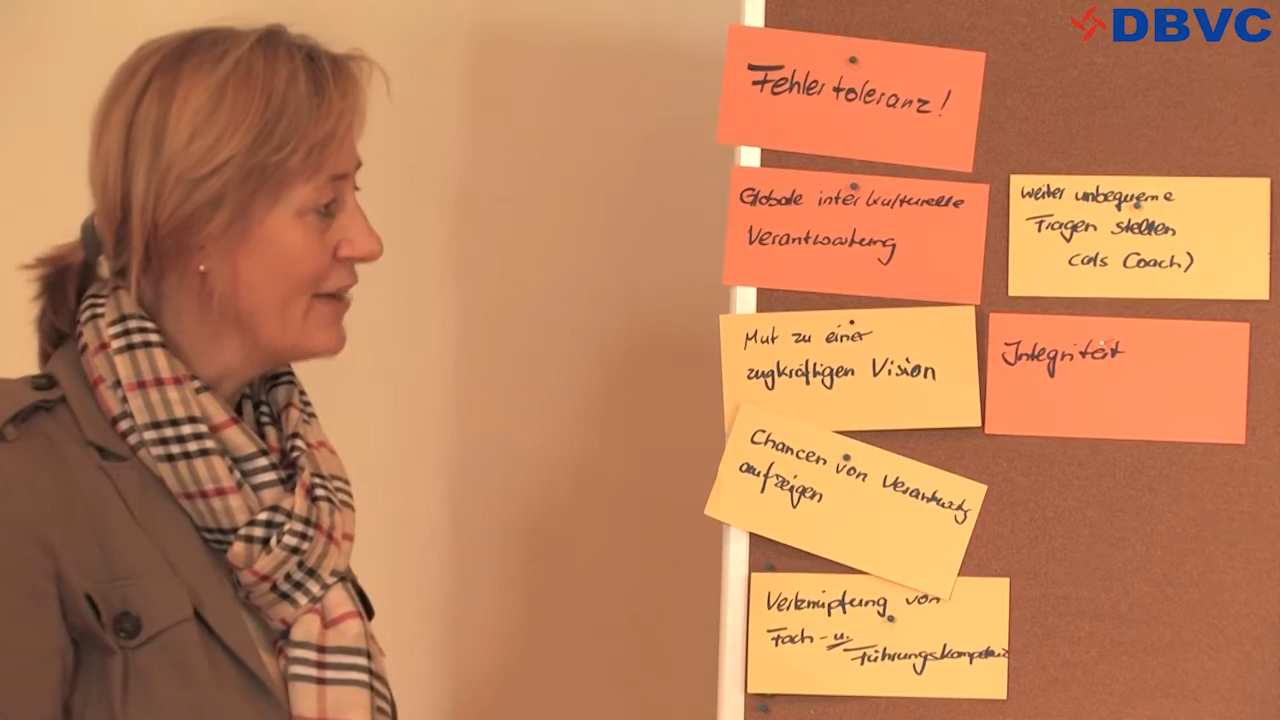 DBVC
Fehlertoleranz!
Globale interkulturelle
Verantwortung
weiter unbequeme
Fragen stellen
(als Coach)
Mut zu einer
zugkräftigen Vision
Integrität
Chancen von Verantwortg
aufzeigen
Verknüpfung von
Fach- u.
Führungskompetenz